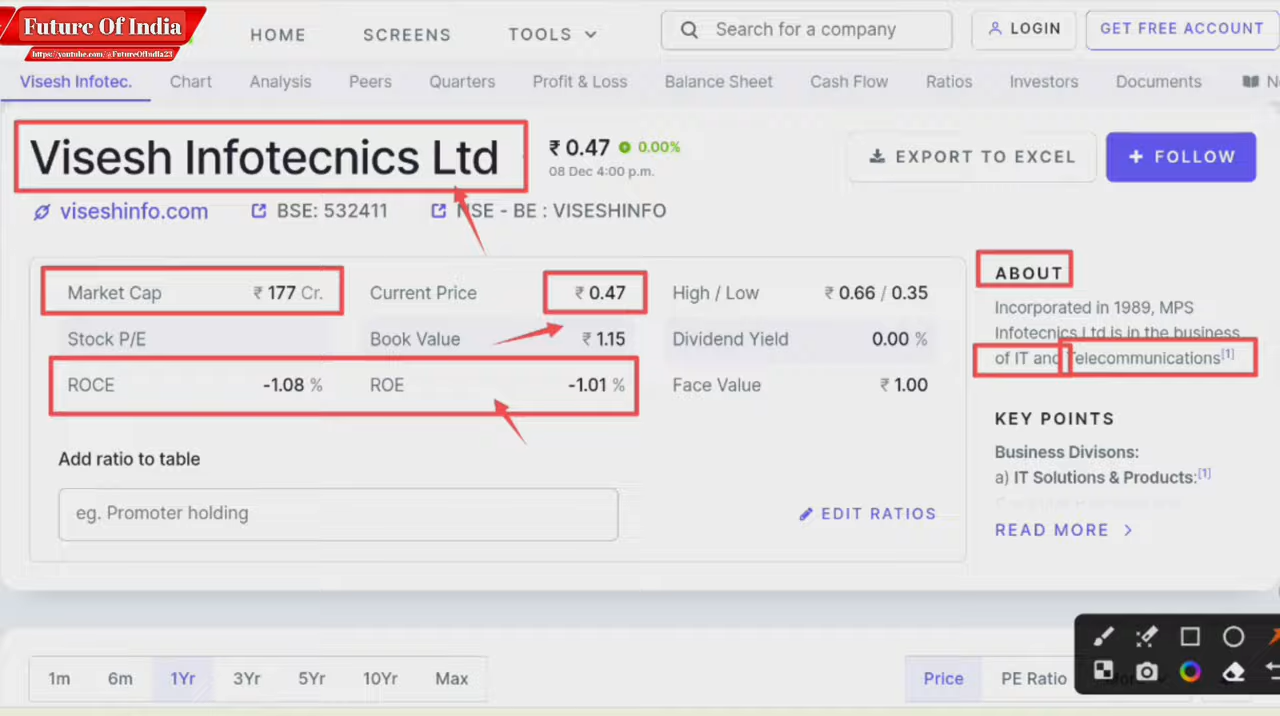 Future Of India
https://youtube.com/@FutureOfIndia23
HOME SCREENS TOOLS Search for a company LOGIN GET FREE ACCOUNT
Visesh Infotec. Chart Analysis Peers Quarters Profit & Loss Balance Sheet Cash Flow Ratios Investors Documents
Visesh Infotecnics Ltd
₹ 0.47 0.00%
08 Dec 4:00 p.m.
EXPORT TO EXCEL
+ FOLLOW
viseshinfo.com BSE: 532411 NSE - BE : VISESHINFO
Market Cap ₹ 177 Cr. Current Price ₹ 0.47 High / Low ₹ 0.66 / 0.35
Stock P/E Book Value ₹ 1.15 Dividend Yield 0.00 %
ROCE -1.08 % ROE -1.01 % Face Value ₹ 1.00
Add ratio to table
eg. Promoter holding
EDIT RATIOS
ABOUT
Incorporated in 1989, MPS
Infotecnics Ltd is in the business
of IT and Telecommunications[1]
KEY POINTS
Business Divisons:
a) IT Solutions & Products:[1]
READ MORE
1m 6m 1Yr 3Yr 5Yr 10Yr Max
Price PE Ratio